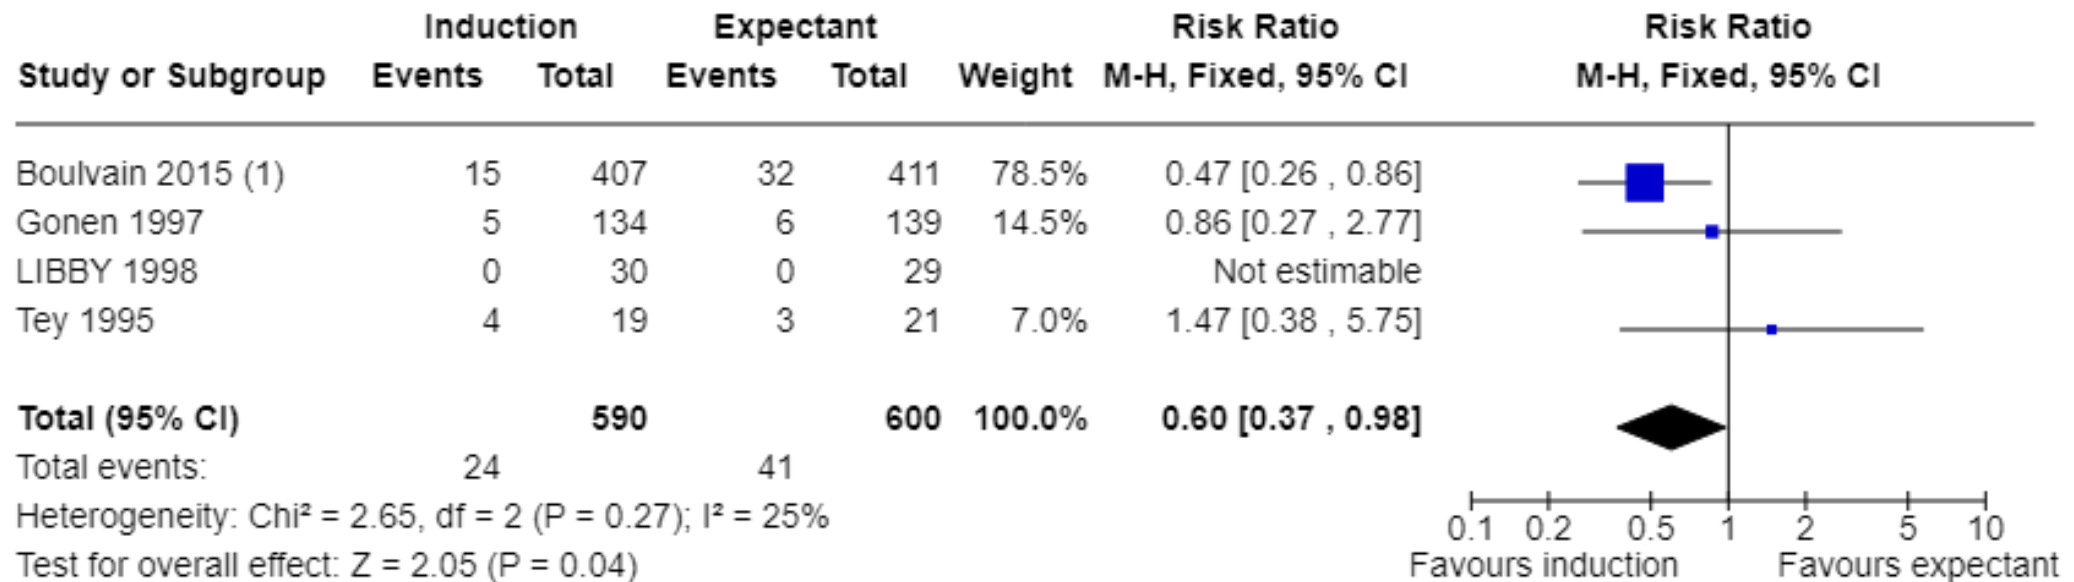 Induction Expectant Risk Ratio Risk Ratio
Study or Subgroup Events Total Events Total Weight M-H, Fixed, 95% CI M-H, Fixed, 95% CI
Boulvain 2015 (1) 15 407 32 411 78.5% 0.47 [0.26 , 0.86]
Gonen 1997 5 134 6 139 14.5% 0.86 [0.27 , 2.77]
LIBBY 1998 0 30 0 29 Not estimable
Tey 1995 4 19 3 21 7.0% 1.47 [0.38 , 5.75]
Total (95% CI) 590 600 100.0% 0.60 [0.37 , 0.98]
Total events: 24 41
Heterogeneity: Chi² = 2.65, df = 2 (P = 0.27); I² = 25%
Test for overall effect: Z = 2.05 (P = 0.04)
0.1 0.2 0.5 1 2 5 10
Favours induction Favours expectant